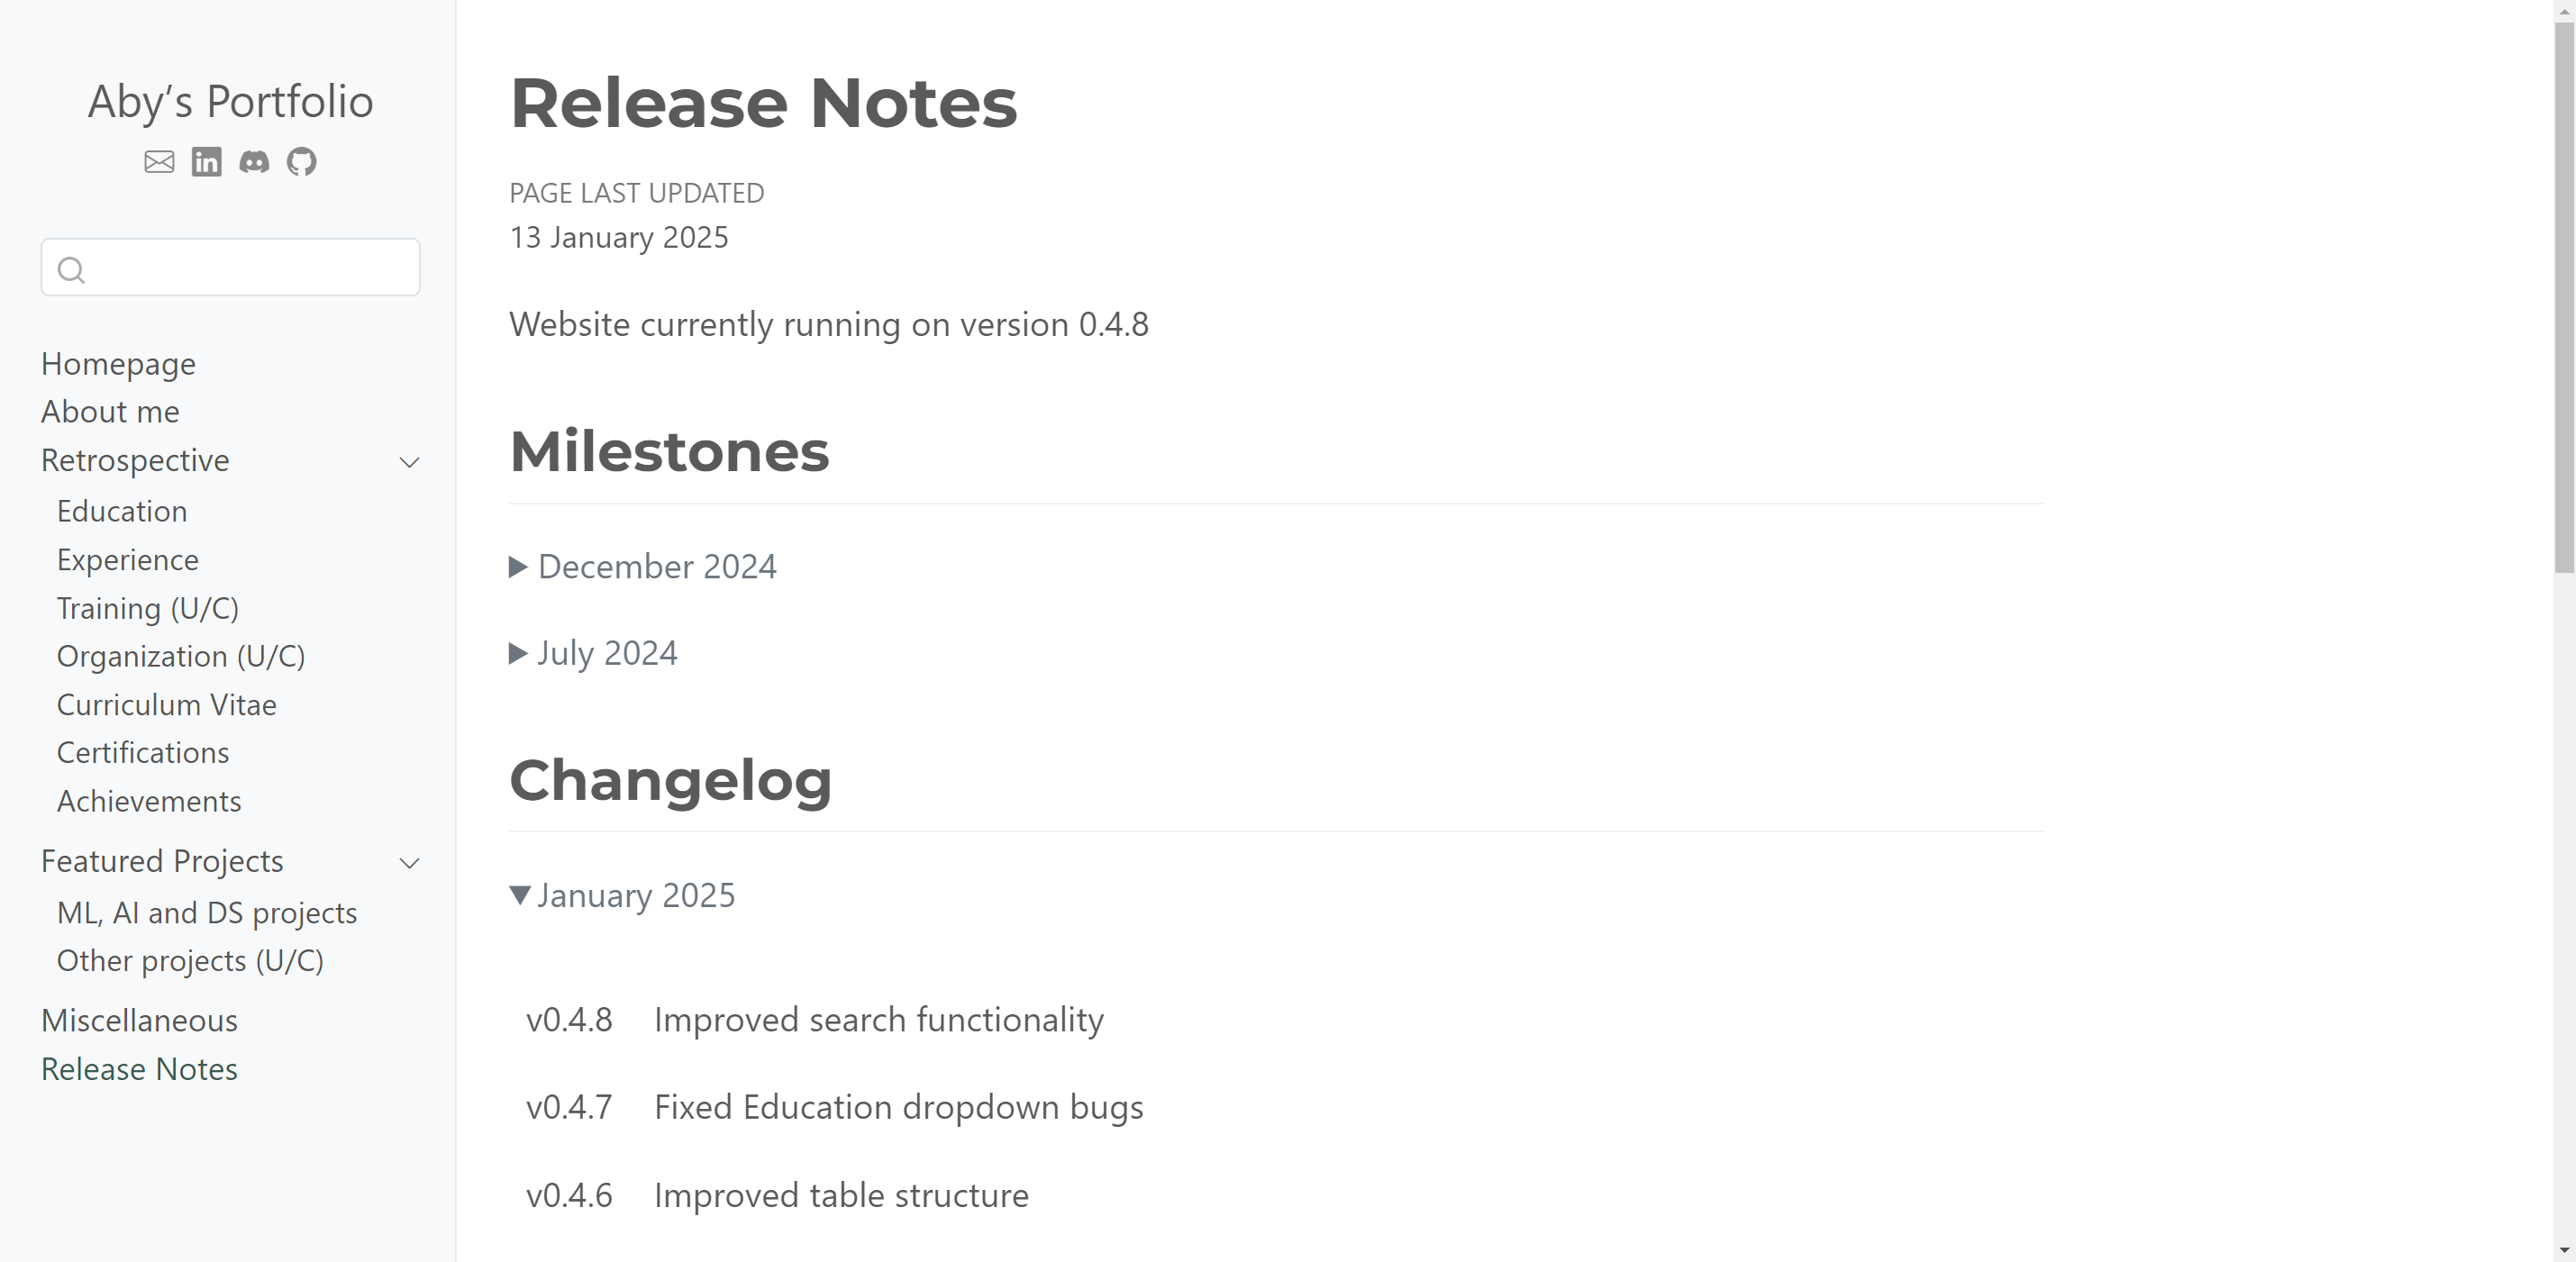 Aby's Portfolio
Homepage
About me
Retrospective
Education
Experience
Training (U/C)
Organization (U/C)
Curriculum Vitae
Certifications
Achievements
Featured Projects
ML, AI and DS projects
Other projects (U/C)
Miscellaneous
Release Notes
Release Notes
PAGE LAST UPDATED
13 January 2025
Website currently running on version 0.4.8
Milestones
December 2024
July 2024
Changelog
January 2025
v0.4.8 Improved search functionality
v0.4.7 Fixed Education dropdown bugs
v0.4.6 Improved table structure